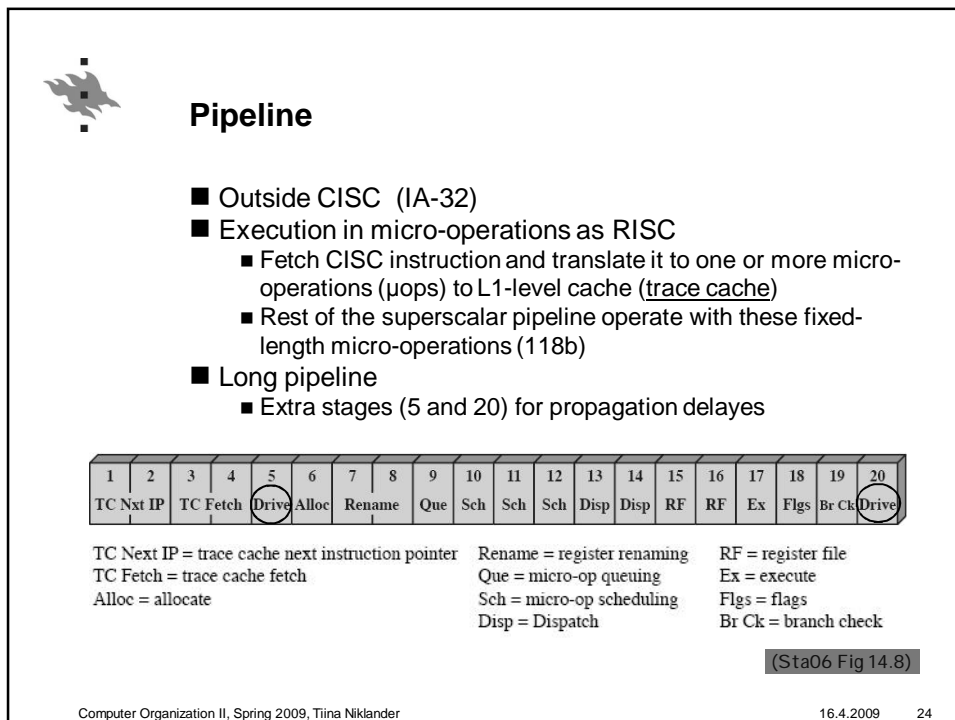 Pipeline
■ Outside CISC (IA-32)
■ Execution in micro-operations as RISC
■ Fetch CISC instruction and translate it to one or more micro-
operations (µops) to L1-level cache (trace cache)
■ Rest of the superscalar pipeline operate with these fixed-
length micro-operations (118b)
■ Long pipeline
■ Extra stages (5 and 20) for propagation delayes
1 2 3 4 5 6 7 8 9 10 11 12 13 14 15 16 17 18 19 20
TC Nxt IP TC Fetch Drive Alloc Rename Que Sch Sch Sch Disp Disp RF RF Ex Flgs Br Ck Drive
TC Next IP = trace cache next instruction pointer
TC Fetch = trace cache fetch
Alloc = allocate
Rename = register renaming
Que = micro-op queuing
Sch = micro-op scheduling
Disp = Dispatch
RF = register file
Ex = execute
Flgs = flags
Br Ck = branch check
(Sta06 Fig 14.8)
Computer Organization II, Spring 2009, Tiina Niklander 16.4.2009 24